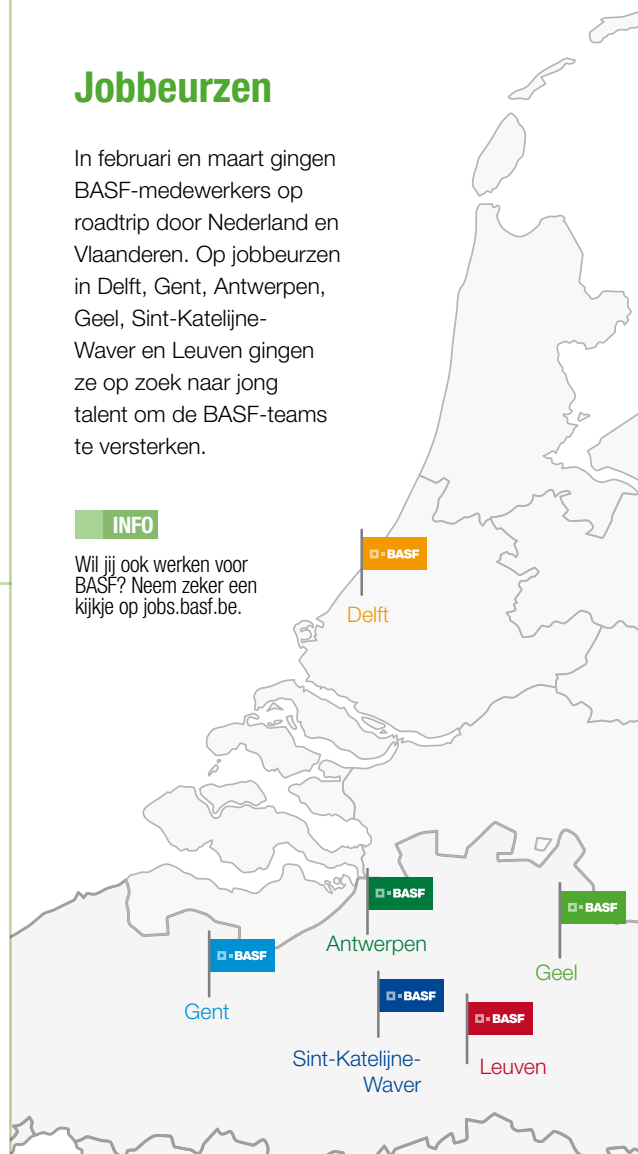 Jobbeurzen
In februari en maart gingen
BASF-medewerkers op
roadtrip door Nederland en
Vlaanderen. Op jobbeurzen
in Delft, Gent, Antwerpen,
Geel, Sint-Katelijne-
Waver en Leuven gingen
ze op zoek naar jong
talent om de BASF-teams
te versterken.
INFO
Wil jij ook werken voor
BASF? Neem zeker een
kijkje op jobs.basf.be.
BASF
Delft
BASF
Antwerpen
BASF
Geel
BASF
Gent
BASF
Sint-Katelijne-
Waver
BASF
Leuven